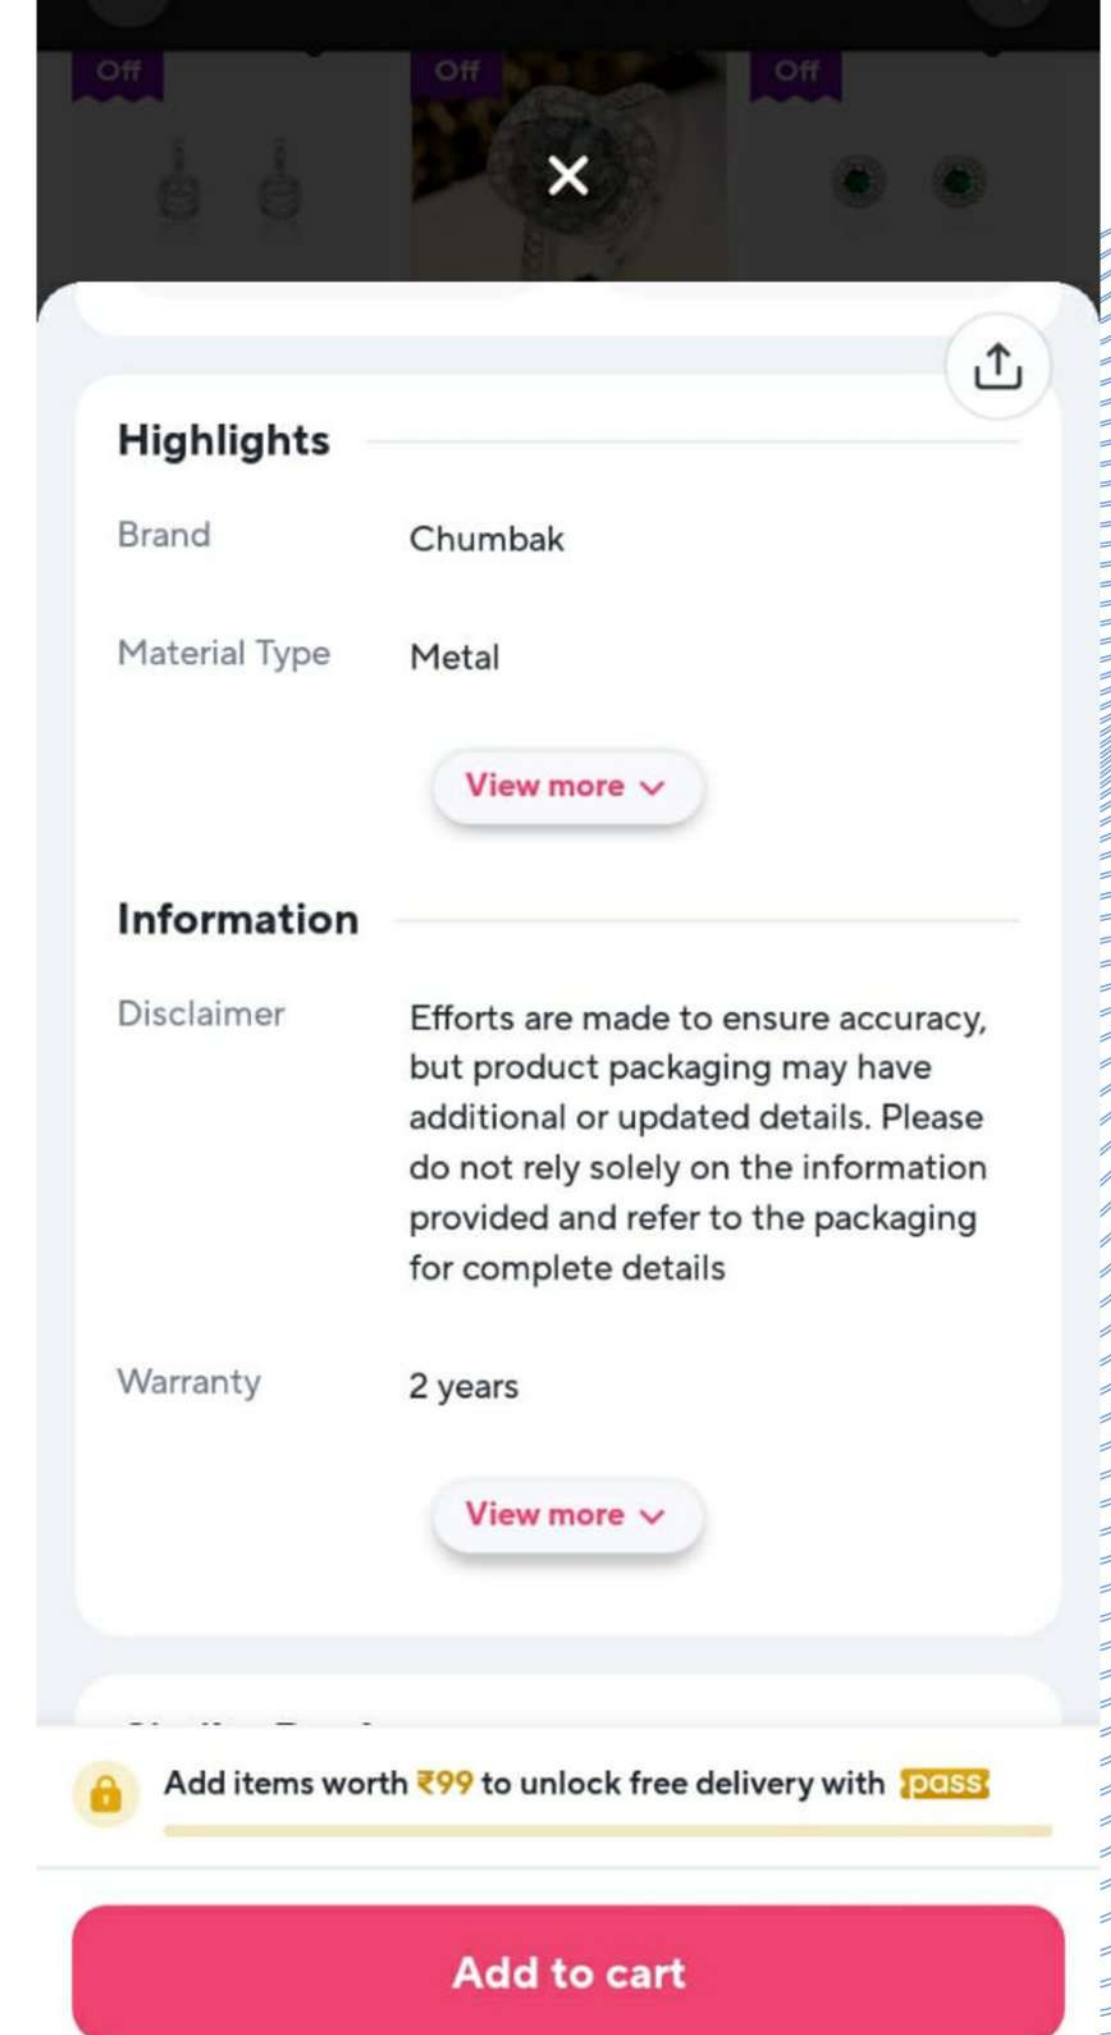 Off Off Off
Highlights
Brand Chumbak
Material Type Metal
View more
Information
Disclaimer Efforts are made to ensure accuracy,
but product packaging may have
additional or updated details. Please
do not rely solely on the information
provided and refer to the packaging
for complete details
Warranty 2 years
View more
Add items worth ₹99 to unlock free delivery with pass
Add to cart